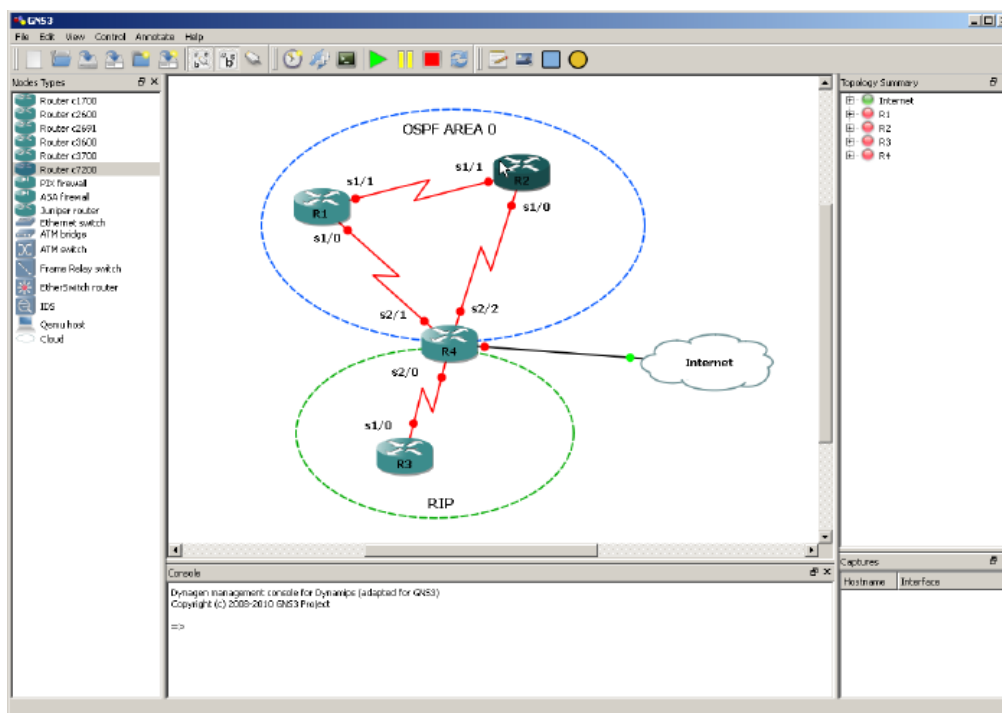 GNS3
File Edit View Control Annotate Help
Nodes Types
Router c1700
Router c2600
Router c2691
Router c3600
Router c3700
Router c7200
PIX firewall
ASA firewall
Juniper router
Ethernet switch
ATM bridge
ATM switch
Frame Relay switch
EtherSwitch router
IDS
Qemu host
Cloud
OSPF AREA 0
s1/1
R2
s1/1
R1
s1/0
s1/0
s2/1
s2/2
R4
Internet
s2/0
s1/0
R3
RIP
Topology Summary
Internet
R1
R2
R3
R4
Console
Dynagen management console for Dynamips (adapted for GNS3)
Copyright (c) 2008-2010 GNS3 Project
=>
Captures
Hostname Interface